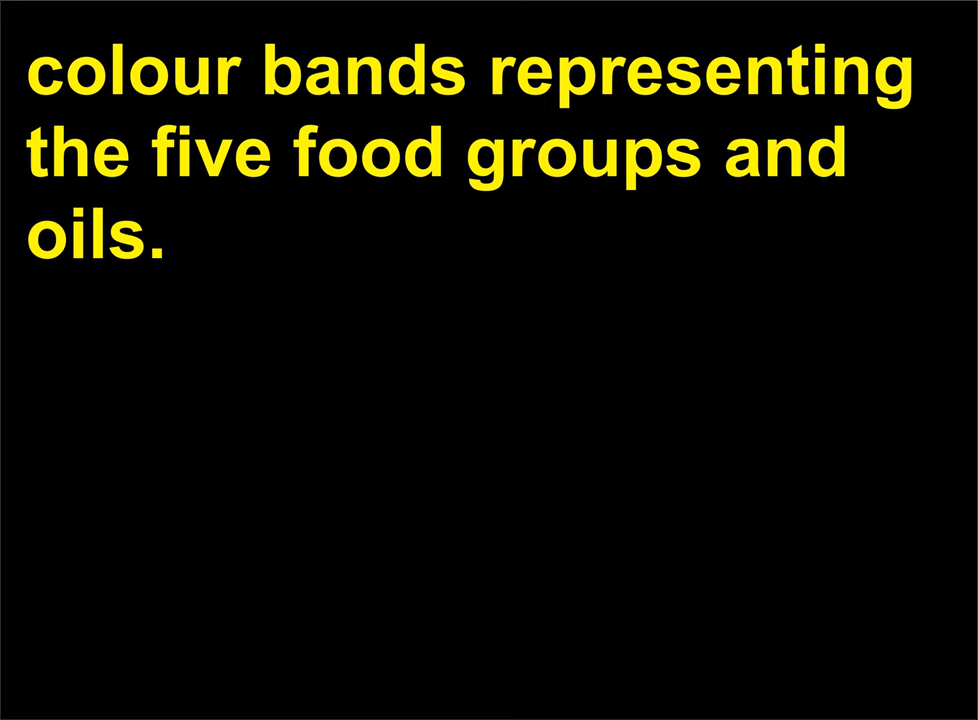 colour bands representing
the five food groups and
oils.